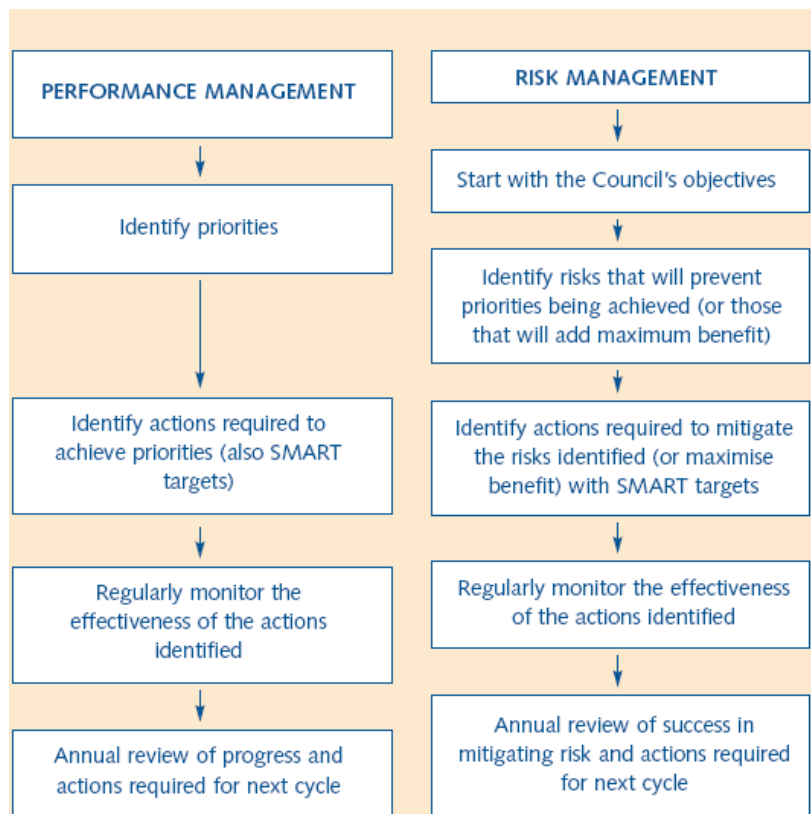 PERFORMANCE MANAGEMENT
Identify priorities
Identify actions required to
achieve priorities (also SMART
targets)
Regularly monitor the
effectiveness of the actions
identified
Annual review of progress and
actions required for next cycle
RISK MANAGEMENT
Start with the Council's objectives
Identify risks that will prevent
priorities being achieved (or those
that will add maximum benefit)
Identify actions required to mitigate
the risks identified (or maximise
benefit) with SMART targets
Regularly monitor the effectiveness
of the actions identified
Annual review of success in
mitigating risk and actions required
for next cycle